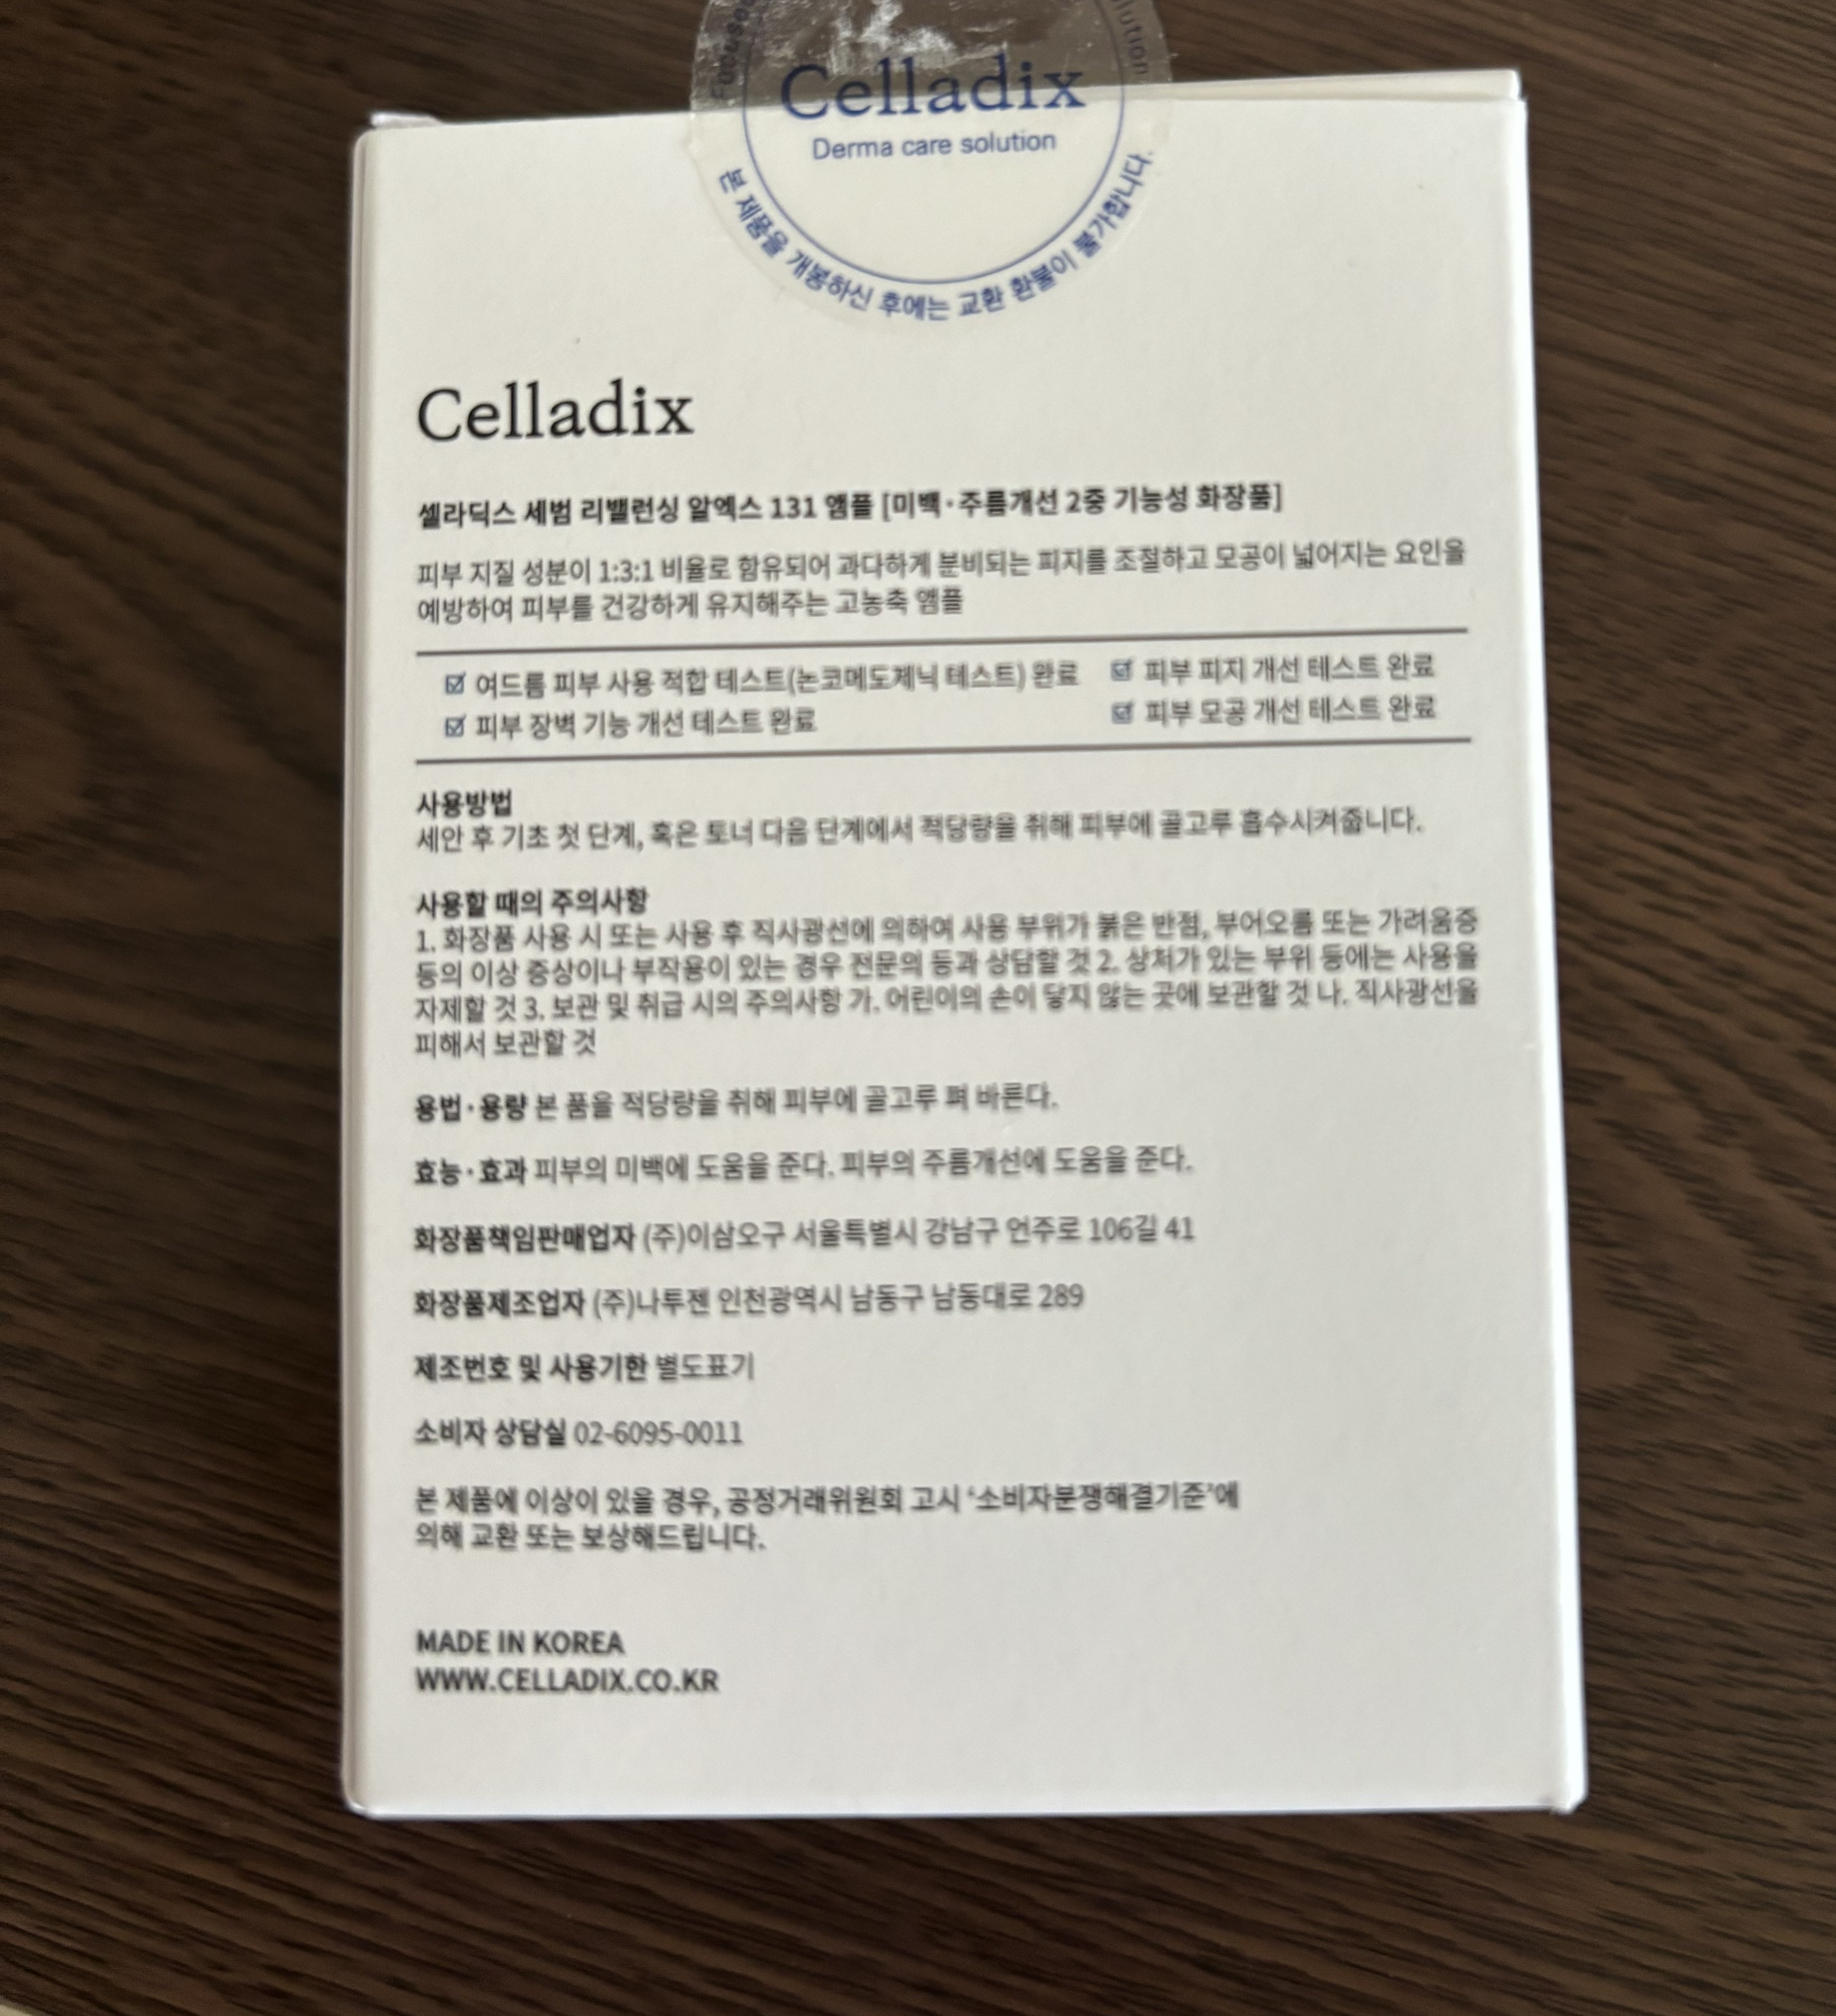 Celladix
Derma care solution
본 제품을 개봉하신 후에는 교환 환불이 불가합니다.
Celladix
셀라딕스 세범 리밸런싱 알엑스 131 앰플 [미백·주름개선 2중 기능성 화장품]
피부 지질 성분이 1:3:1 비율로 함유되어 과다하게 분비되는 피지를 조절하고 모공이 넓어지는 요인을
예방하여 피부를 건강하게 유지해주는 고농축 앰플
☑ 여드름 피부 사용 적합 테스트(논코메도제닉 테스트) 완료 ☑ 피부 피지 개선 테스트 완료
☑ 피부 장벽 기능 개선 테스트 완료 ☑ 피부 모공 개선 테스트 완료
사용방법
세안 후 기초 첫 단계, 혹은 토너 다음 단계에서 적당량을 취해 피부에 골고루 흡수시켜줍니다.
사용할 때의 주의사항
1. 화장품 사용 시 또는 사용 후 직사광선에 의하여 사용 부위가 붉은 반점, 부어오름 또는 가려움증
등의 이상 증상이나 부작용이 있는 경우 전문의 등과 상담할 것 2. 상처가 있는 부위 등에는 사용을
자제할 것 3. 보관 및 취급 시의 주의사항 가. 어린이의 손이 닿지 않는 곳에 보관할 것 나. 직사광선을
피해서 보관할 것
용법·용량 본 품을 적당량을 취해 피부에 골고루 펴 바른다.
효능·효과 피부의 미백에 도움을 준다. 피부의 주름개선에 도움을 준다.
화장품책임판매업자 (주)이삼오구 서울특별시 강남구 언주로 106길 41
화장품제조업자 (주)나투젠 인천광역시 남동구 남동대로 289
제조번호 및 사용기한 별도표기
소비자 상담실 02-6095-0011
본 제품에 이상이 있을 경우, 공정거래위원회 고시 ‘소비자분쟁해결기준’에
의해 교환 또는 보상해드립니다.
MADE IN KOREA
WWW.CELLADIX.CO.KR